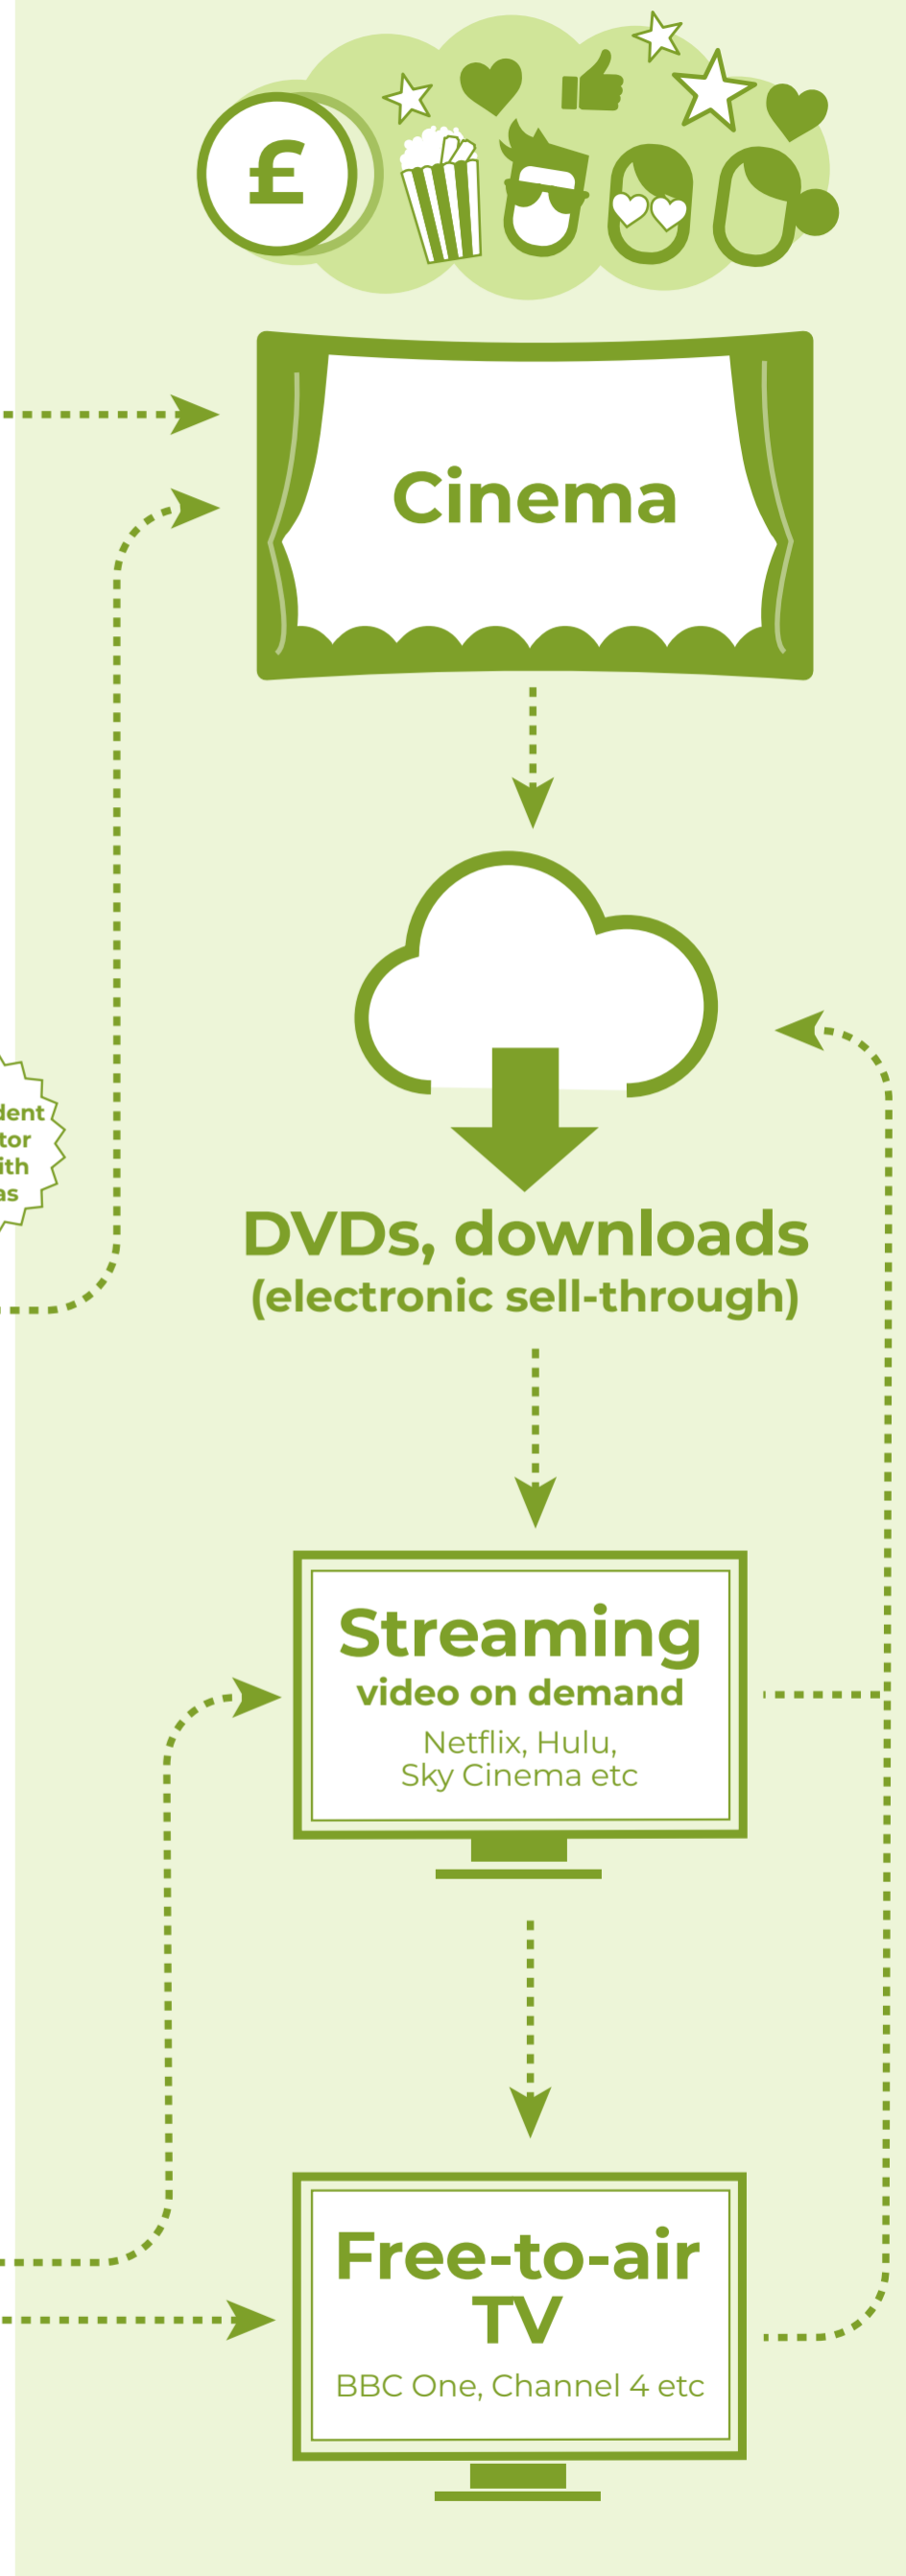 £
Cinema
DVDs, downloads
(electronic sell-through)
Streaming
video on demand
Netflix, Hulu,
Sky Cinema etc
Free-to-air
TV
BBC One, Channel 4 etc